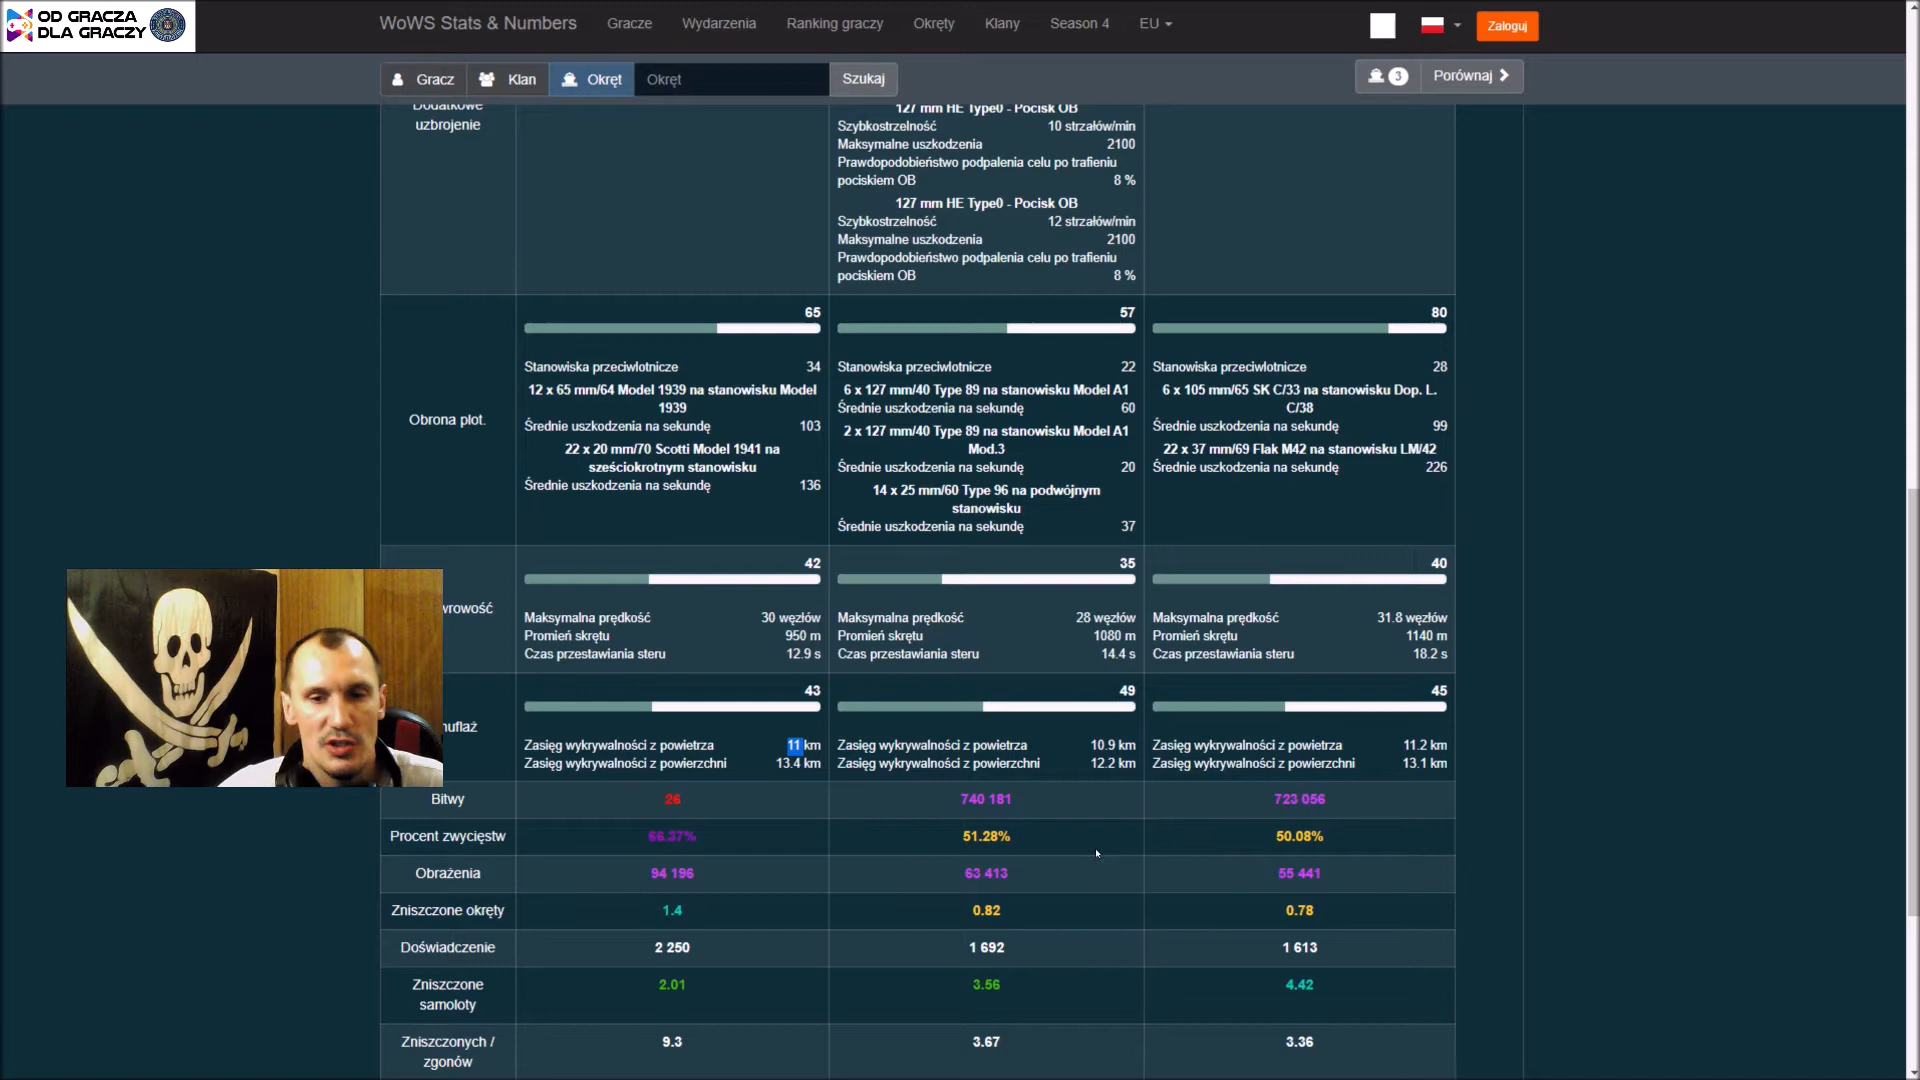 OD GRACZA
DLA GRACZY
WoWS Stats & Numbers
Gracze
Wydarzenia
Ranking graczy
Okręty
Klany
Season 4
EU
Zaloguj
Gracz
Klan
Okręt
Okręt
Szukaj
3
Porównaj
Dodatkowe
uzbrojenie
127 mm HE Type0 - Pocisk OB
Szybkostrzelność 10 strzałów/min
Maksymalne uszkodzenia 2100
Prawdopodobieństwo podpalenia celu po trafieniu
pociskiem OB 8 %
127 mm HE Type0 - Pocisk OB
Szybkostrzelność 12 strzałów/min
Maksymalne uszkodzenia 2100
Prawdopodobieństwo podpalenia celu po trafieniu
pociskiem OB 8 %
Obrona plot.
65
Stanowiska przeciwlotnicze 34
12 x 65 mm/64 Model 1939 na stanowisku Model
1939
Średnie uszkodzenia na sekundę 103
22 x 20 mm/70 Scotti Model 1941 na
sześciokrotnym stanowisku
Średnie uszkodzenia na sekundę 136
57
Stanowiska przeciwlotnicze 22
6 x 127 mm/40 Type 89 na stanowisku Model A1
Średnie uszkodzenia na sekundę 60
2 x 127 mm/40 Type 89 na stanowisku Model A1
Mod.3
Średnie uszkodzenia na sekundę 20
14 x 25 mm/60 Type 96 na podwójnym
stanowisku
Średnie uszkodzenia na sekundę 37
80
Stanowiska przeciwlotnicze 28
6 x 105 mm/65 SK C/33 na stanowisku Dop. L.
C/38
Średnie uszkodzenia na sekundę 99
22 x 37 mm/69 Flak M42 na stanowisku LM/42
Średnie uszkodzenia na sekundę 226
wrowość
42
Maksymalna prędkość 30 węzłów
Promień skrętu 950 m
Czas przestawiania steru 12.9 s
35
Maksymalna prędkość 28 węzłów
Promień skrętu 1080 m
Czas przestawiania steru 14.4 s
40
Maksymalna prędkość 31.8 węzłów
Promień skrętu 1140 m
Czas przestawiania steru 18.2 s
uflaż
43
Zasięg wykrywalności z powietrza 11 km
Zasięg wykrywalności z powierzchni 13.4 km
49
Zasięg wykrywalności z powietrza 10.9 km
Zasięg wykrywalności z powierzchni 12.2 km
45
Zasięg wykrywalności z powietrza 11.2 km
Zasięg wykrywalności z powierzchni 13.1 km
Bitwy 26 740 181 723 056
Procent zwycięstw 66.37% 51.28% 50.08%
Obrażenia 94 196 63 413 55 441
Zniszczone okręty 1.4 0.82 0.78
Doświadczenie 2 250 1 692 1 613
Zniszczone
samoloty 2.01 3.56 4.42
Zniszczonych /
zgonów 9.3 3.67 3.36